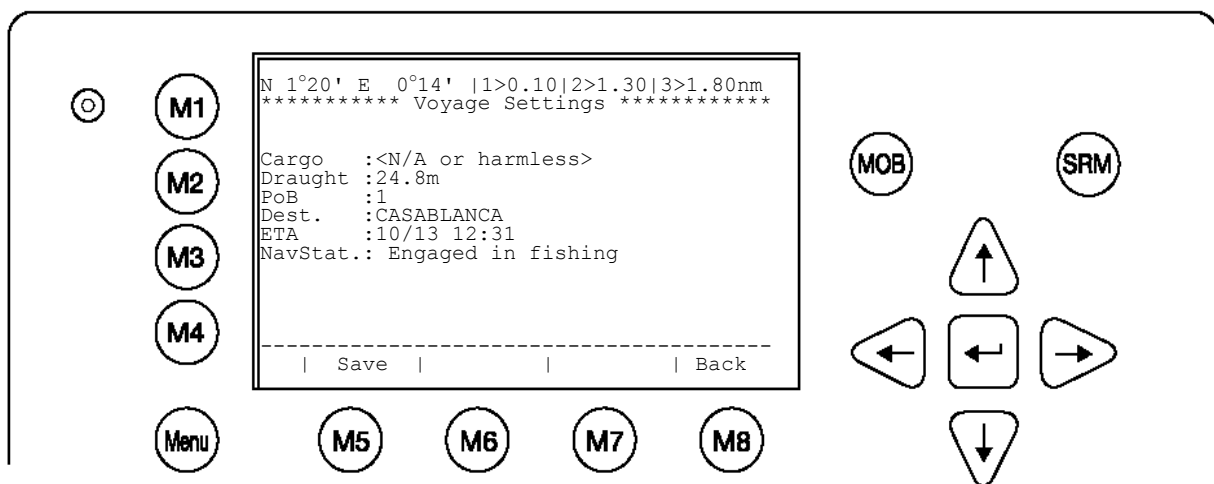 N 1°20' E 0°14' |1>0.10|2>1.30|3>1.80nm
*********** Voyage Settings ************
Cargo :<N/A or harmless>
Draught :24.8m
PoB :1
Dest. :CASABLANCA
ETA :10/13 12:31
NavStat.: Engaged in fishing
----------------------------------------
| Save | | | Back
M1
M2
M3
M4
Menu
M5
M6
M7
M8
MOB
SRM